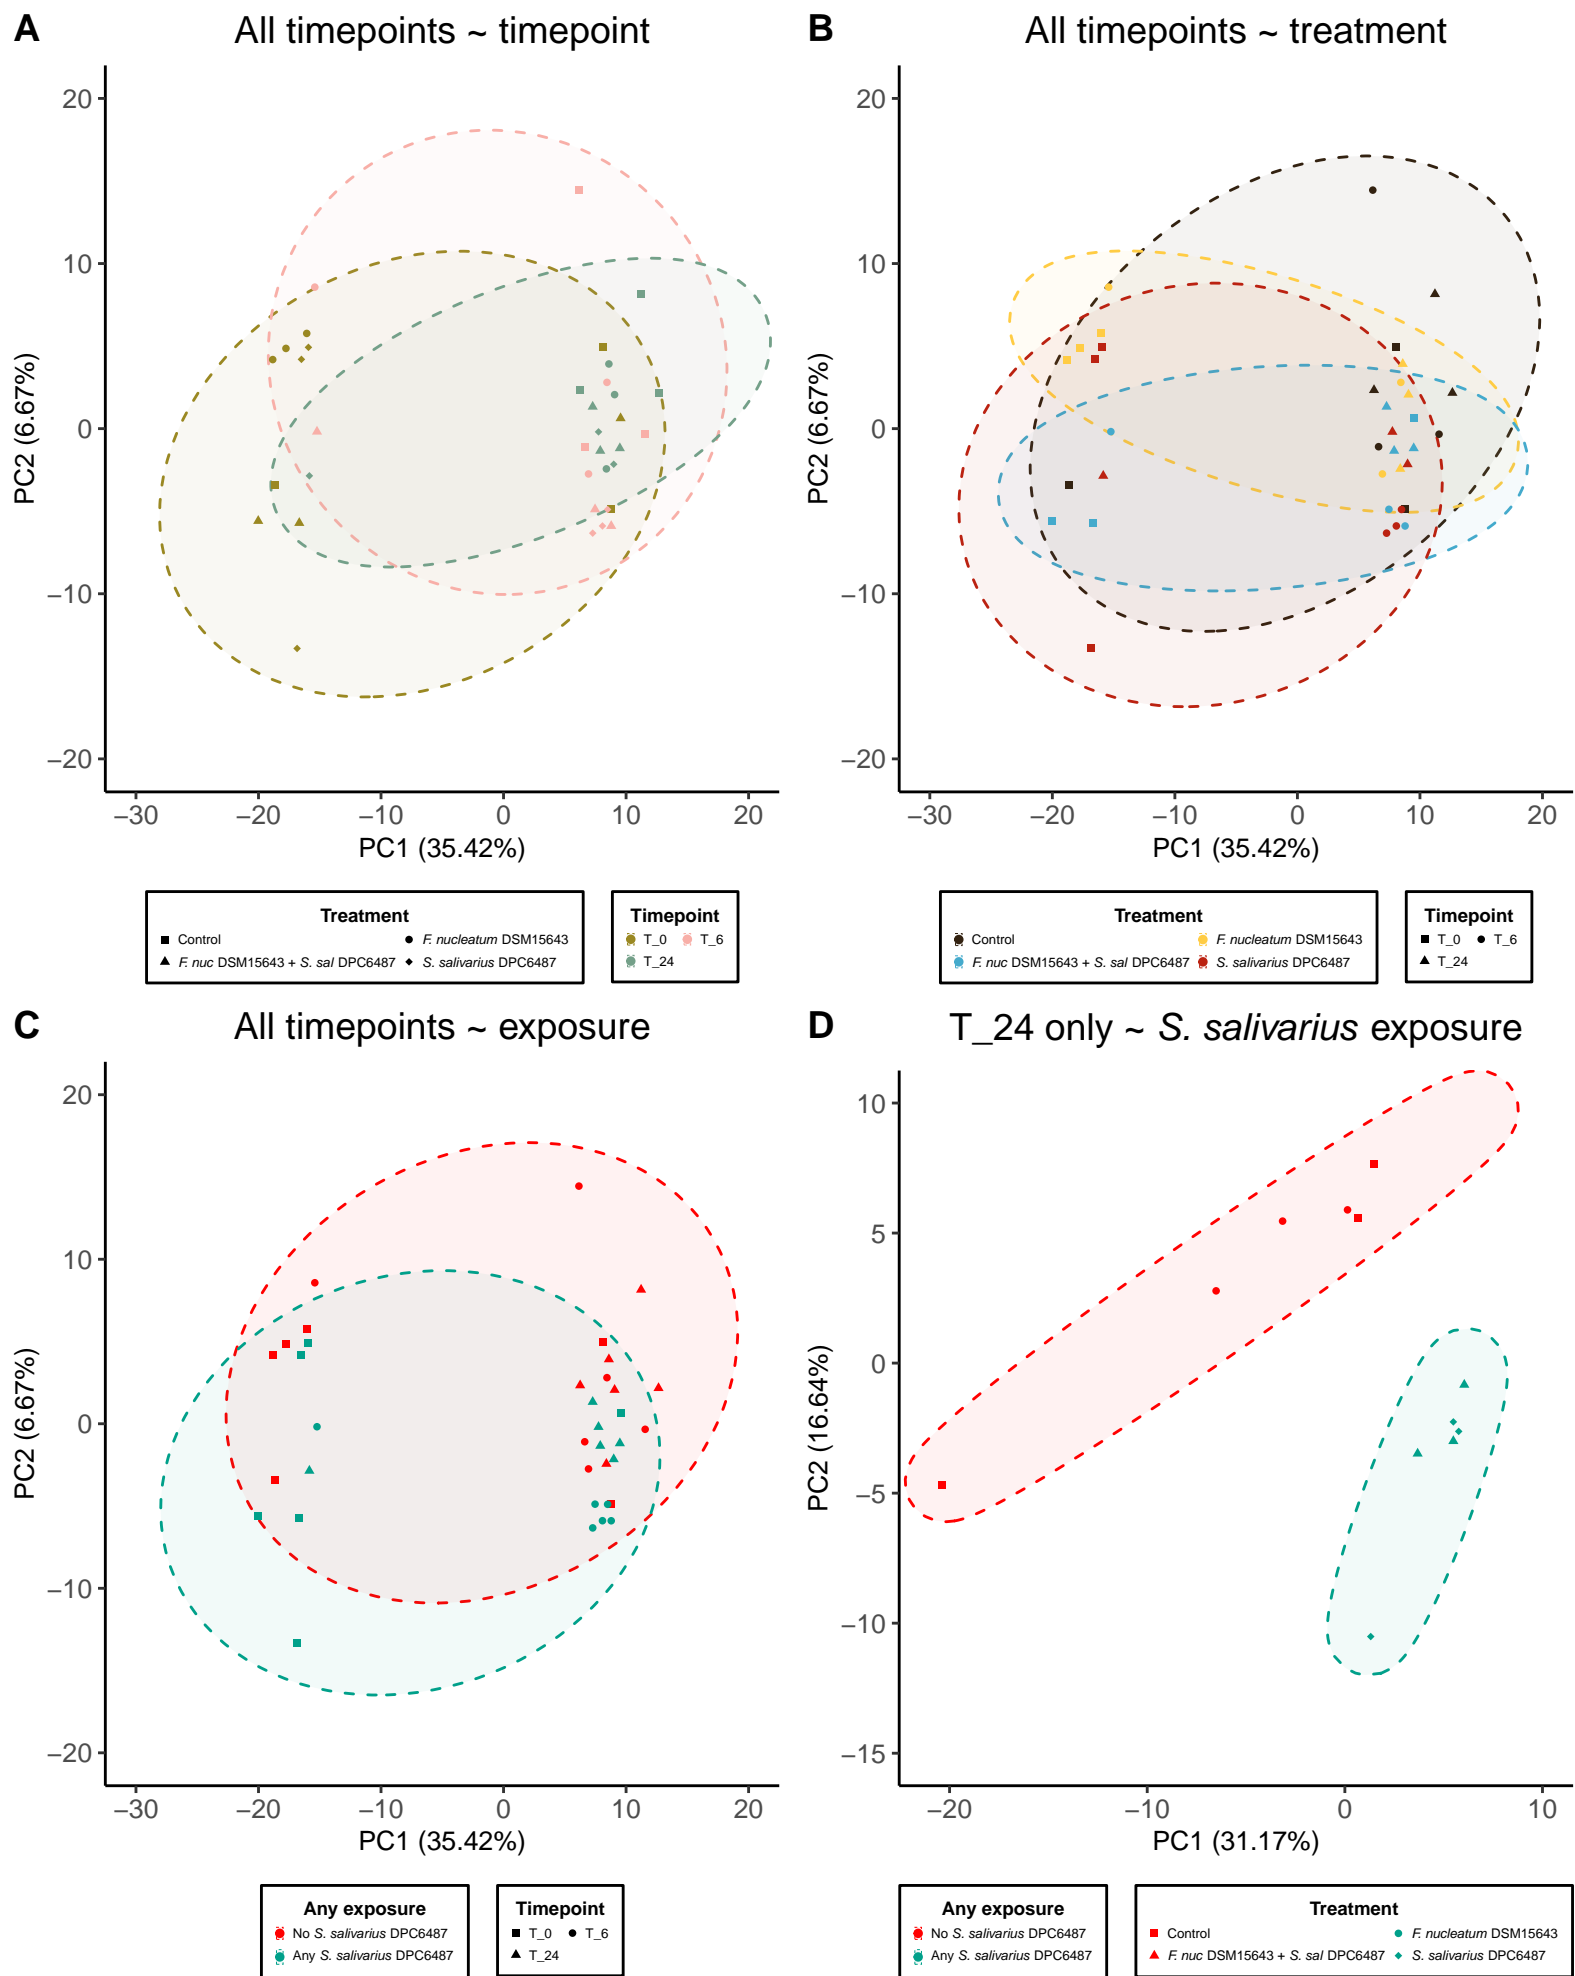 A All timepoints ~ timepoint
20
10
0
−10
−20
PC2 (6.67%)
−30 −20 −10 0 10 20
PC1 (35.42%)
Treatment
Control F. nucleatum DSM15643
F. nuc DSM15643 + S. sal DPC6487 S. salivarius DPC6487
Timepoint
T_0 T_6
T_24
B All timepoints ~ treatment
20
10
0
−10
−20
PC2 (6.67%)
−30 −20 −10 0 10 20
PC1 (35.42%)
Treatment
Control F. nucleatum DSM15643
F. nuc DSM15643 + S. sal DPC6487 S. salivarius DPC6487
Timepoint
T_0 T_6
T_24
C All timepoints ~ exposure
20
10
0
−10
−20
PC2 (6.67%)
−30 −20 −10 0 10 20
PC1 (35.42%)
Any exposure
No S. salivarius DPC6487
Any S. salivarius DPC6487
Timepoint
T_0 T_6
T_24
D T_24 only ~ S. salivarius exposure
10
5
0
−5
−10
−15
PC2 (16.64%)
−20 −10 0 10
PC1 (31.17%)
Any exposure
No S. salivarius DPC6487
Any S. salivarius DPC6487
Treatment
Control F. nucleatum DSM15643
F. nuc DSM15643 + S. sal DPC6487 S. salivarius DPC6487